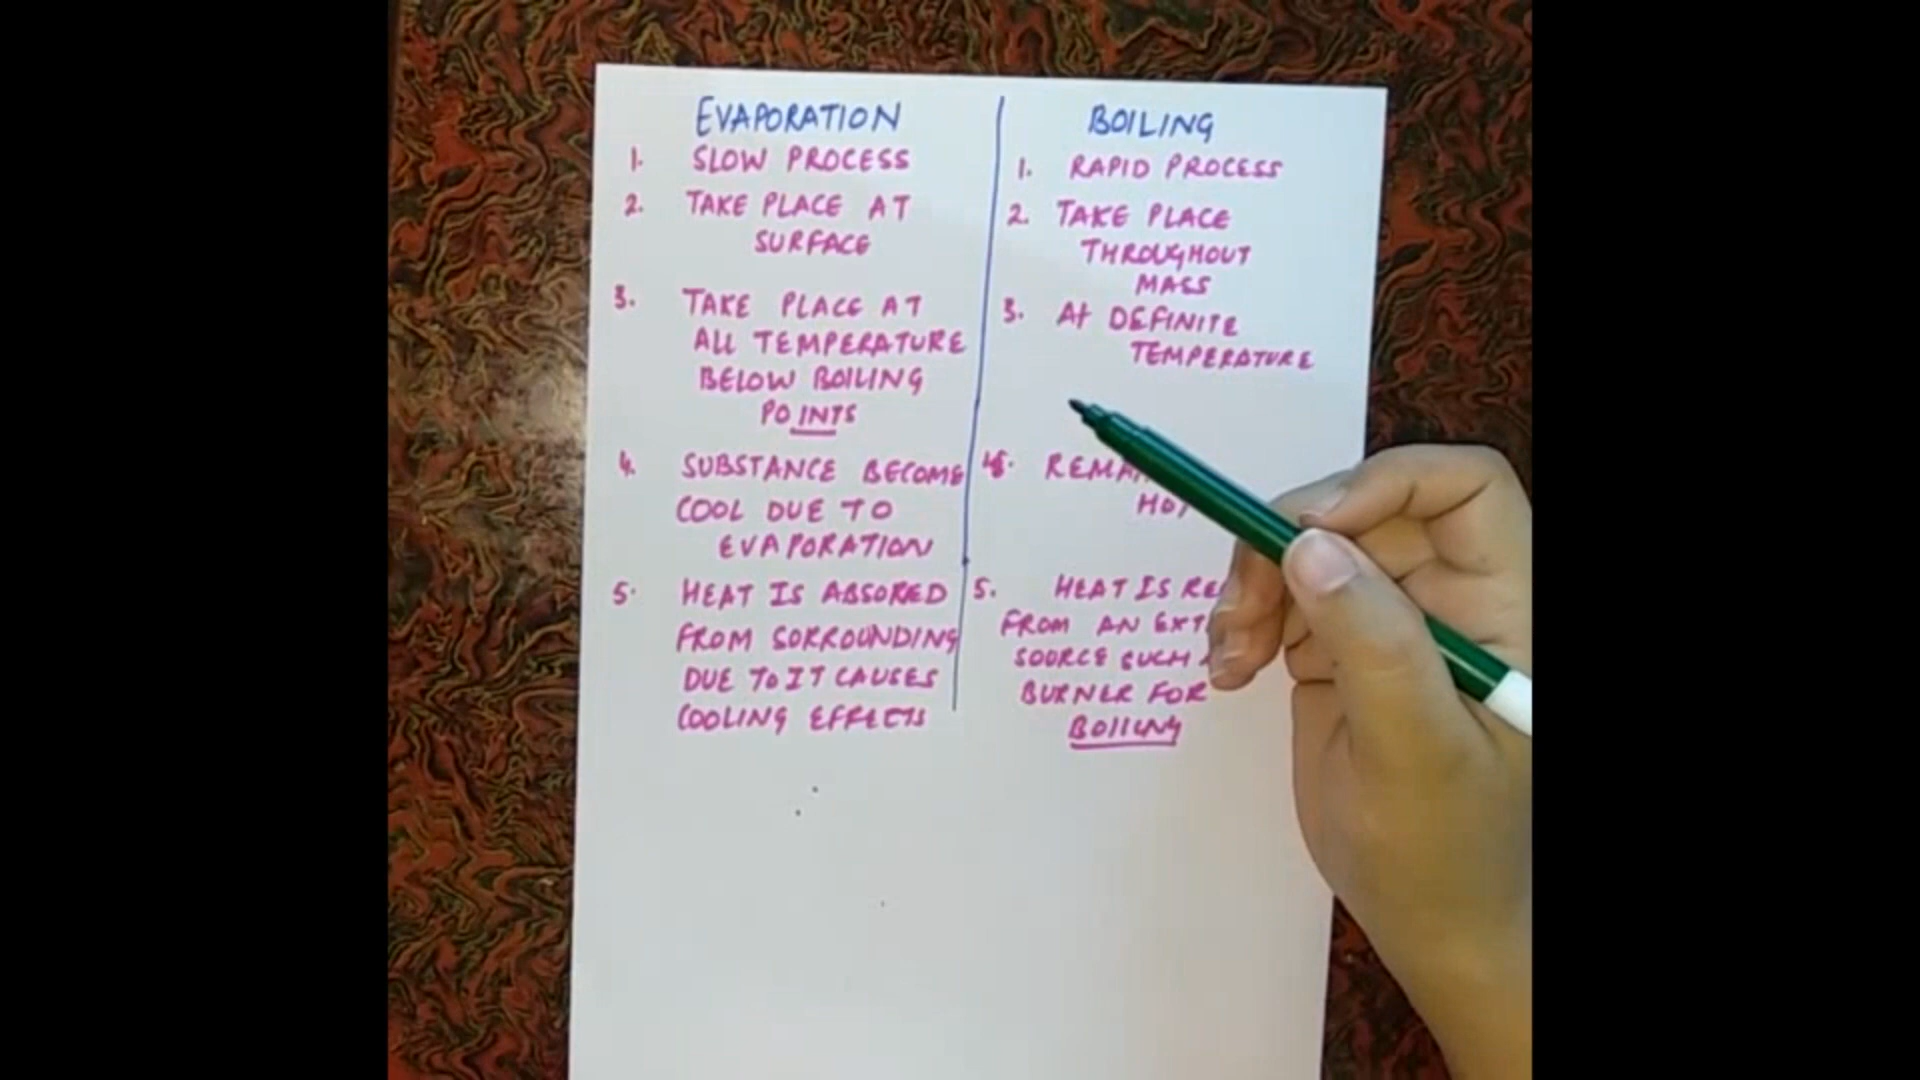 EVAPORATION
1. SLOW PROCESS
2. TAKE PLACE AT
SURFACE
3. TAKE PLACE AT
ALL TEMPERATURE
BELOW BOILING
POINTS
4. SUBSTANCE BECOME
COOL DUE TO
EVAPORATION
5. HEAT IS ABSORED
FROM SORROUNDING
DUE TO IT CAUSES
COOLING EFFECTS
BOILING
1. RAPID PROCESS
2. TAKE PLACE
THROUGHOUT
MASS
3. At DEFINITE
TEMPERATURE
4.
5. HEAT IS
FROM AN
SOURCE SUCH
BURNER FOR
BOILING